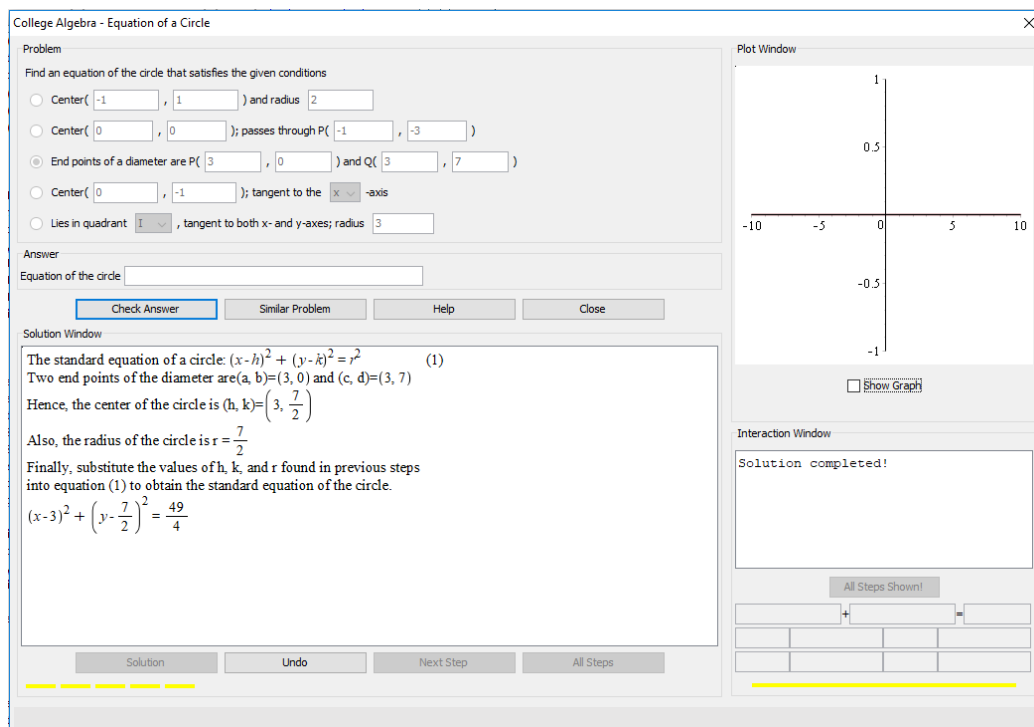 College Algebra - Equation of a Circle
Problem
Find an equation of the circle that satisfies the given conditions
Center( -1 , 1 ) and radius 2
Center( 0 , 0 ); passes through P( -1 , -3 )
End points of a diameter are P( 3 , 0 ) and Q( 3 , 7 )
Center( 0 , -1 ); tangent to the x -axis
Lies in quadrant I , tangent to both x- and y-axes; radius 3
Answer
Equation of the circle
Check Answer Similar Problem Help Close
Solution Window
The standard equation of a circle: (x-h)² + (y-k)² = r² (1)
Two end points of the diameter are(a, b)=(3, 0) and (c, d)=(3, 7)
Hence, the center of the circle is (h, k)=(3, 7/2)
Also, the radius of the circle is r = 7/2
Finally, substitute the values of h, k, and r found in previous steps
into equation (1) to obtain the standard equation of the circle.
(x-3)² + (y-7/2)² = 49/4
Solution Undo Next Step All Steps
Plot Window
1
0.5
-10 -5 0 5 10
-0.5
-1
Show Graph
Interaction Window
Solution completed!
All Steps Shown!
+ =